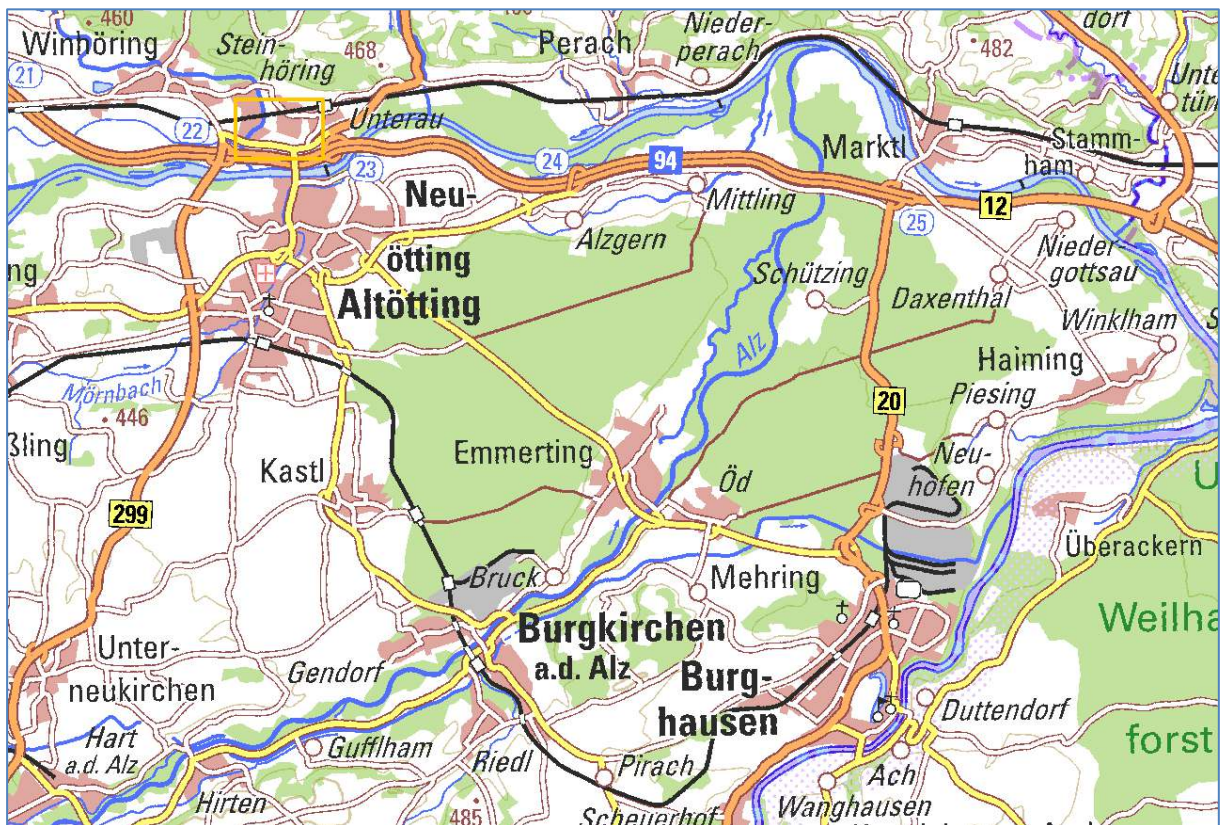 460
Winhöring
Stein-
höring
468
Perach
Nieder-
perach
482
dorf
Unte
türk
21
22
Unterau
23
24
94
Marktl
Stamm-
ham
12
25
Neu-
ötting
Altötting
Alzgern
Mittling
Schützing
Daxenthal
Nieder-
gottsau
Winklham
Haiming
Piesing
Neu-
höfen
ng
Mörnbach
446
ßling
Kastl
299
Alz
20
Emmerting
Öd
Überackern
Bruck
Mehring
Weilha
forst
U
S
Unter-
neukirchen
Gendorf
Burgkirchen
a.d. Alz
Burg-
hausen
Duttendorf
Hart
a.d. Alz
Gufflham
Riedl
Pirach
Ach
Wanghausen
Hirten
485
Scheuerhof